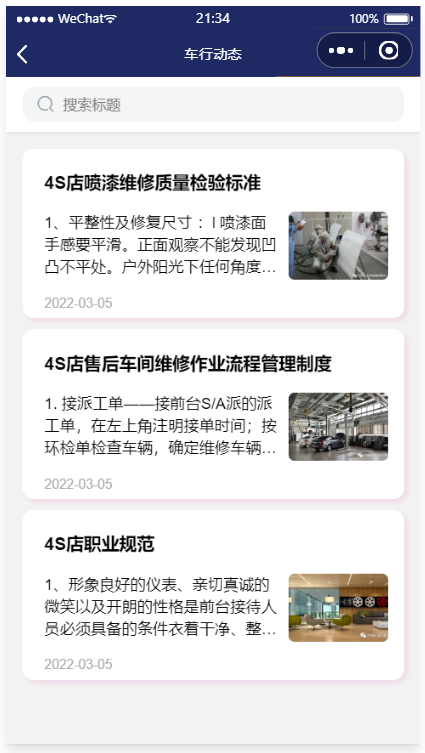 WeChat 21:34 100%
车行动态
搜索标题
4S店喷漆维修质量检验标准
1、平整性及修复尺寸 ：l 喷漆面
手感要平滑。正面观察不能发现凹
凸不平处。户外阳光下任何角度...
2022-03-05
4S店售后车间维修作业流程管理制度
1. 接派工单——接前台S/A派的派
工单，在左上角注明接单时间；按
环检单检查车辆，确定维修车辆...
2022-03-05
4S店职业规范
1、形象良好的仪表、亲切真诚的
微笑以及开朗的性格是前台接待人
员必须具备的条件衣着干净、整...
2022-03-05